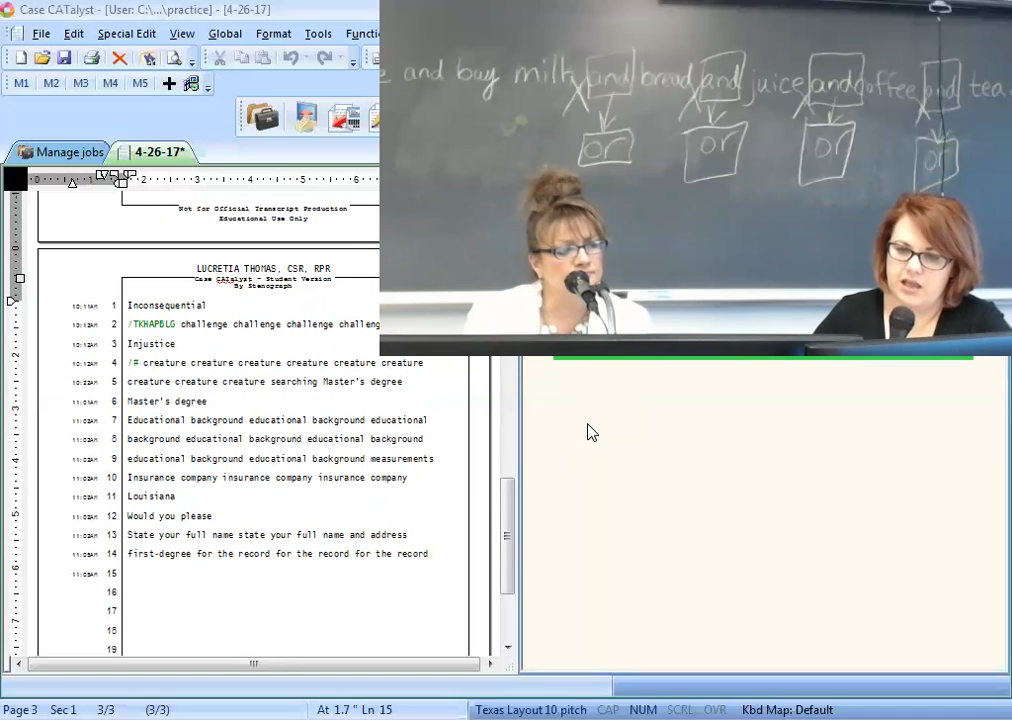 Case CATalyst - [User: C:\...\practice] - [4-26-17]
File Edit Special Edit View Global Format Tools Functi
M1 M2 M3 M4 M5
Manage jobs 4-26-17*
Not for Official Transcript Production
Educational Use Only
LUCRETIA THOMAS, CSR, RPR
Case CATalyst - Student Version
By Stenograph
1 Inconsequential
2 /TKHAPBLG challenge challenge challenge challeng
3 Injustice
4 /# creature creature creature creature creature
5 creature creature creature searching Master's degree
6 Master's degree
7 Educational background educational background educational
8 background educational background educational background
9 educational background educational background measurements
10 Insurance company insurance company insurance company
11 Louisiana
12 Would you please
13 State your full name state your full name and address
14 first-degree for the record for the record for the record
15
16
17
18
19
Page 3 Sec 1 3/3 (3/3) At 1.7 " Ln 15 Texas Layout 10 pitch CAP NUM SCRL OVR Kbd Map: Default
and buy milk and bread and juice and coffee and tea
or or or or